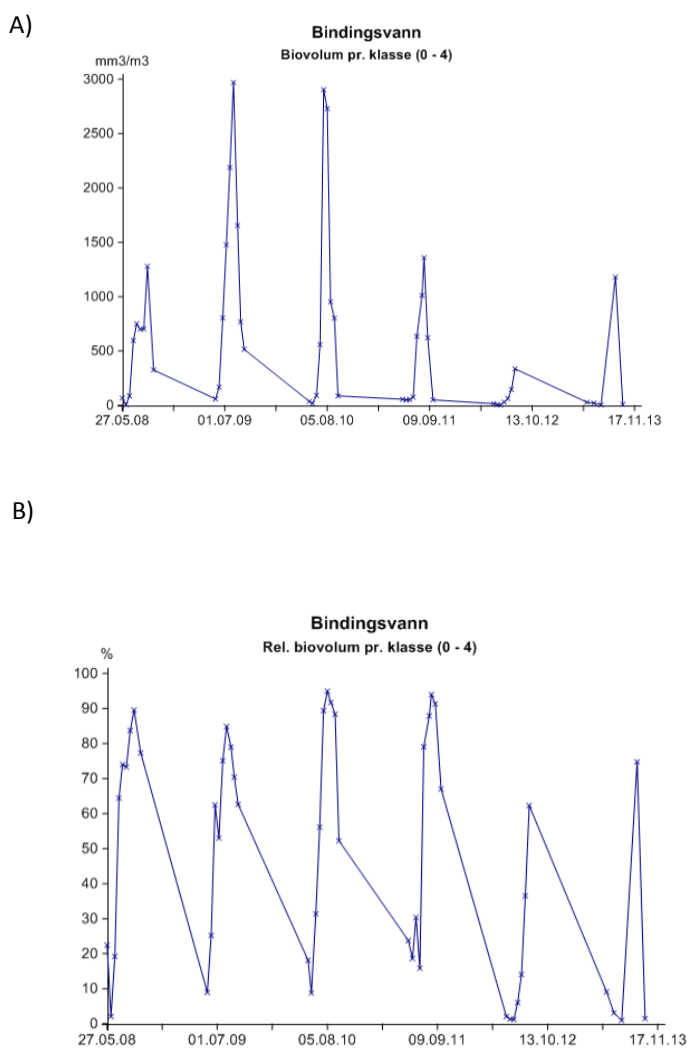 A)
Bindingsvann
Biovolum pr. klasse (0 - 4)
mm3/m3
3000
2500
2000
1500
1000
500
0
27.05.08 01.07.09 05.08.10 09.09.11 13.10.12 17.11.13
B)
Bindingsvann
Rel. biovolum pr. klasse (0 - 4)
%
100
90
80
70
60
50
40
30
20
10
0
27.05.08 01.07.09 05.08.10 09.09.11 13.10.12 17.11.13